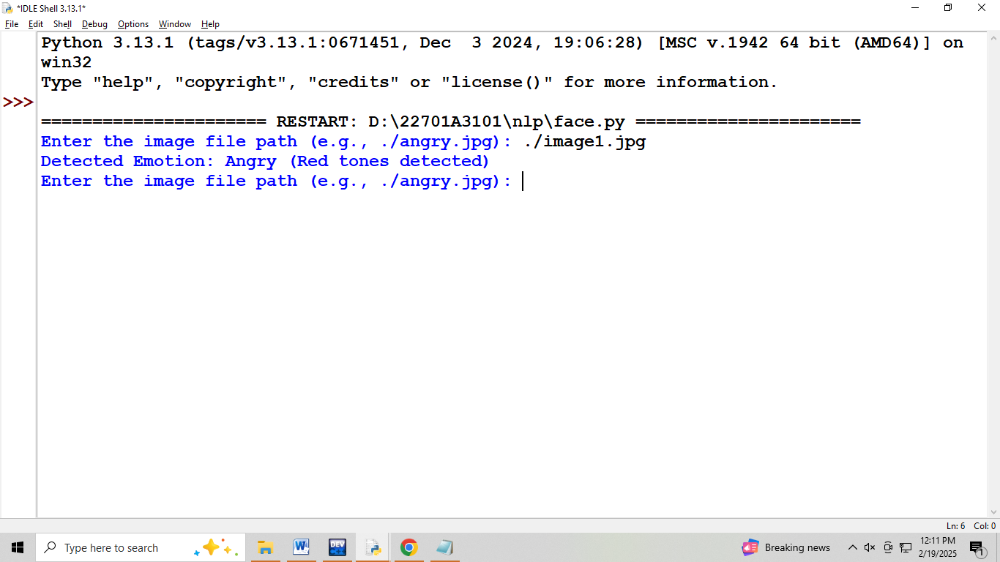 *IDLE Shell 3.13.1*
File Edit Shell Debug Options Window Help
Python 3.13.1 (tags/v3.13.1:0671451, Dec  3 2024, 19:06:28) [MSC v.1942 64 bit (AMD64)] on
win32
Type "help", "copyright", "credits" or "license()" for more information.
>>>
====================== RESTART: D:\22701A3101\nlp\face.py ======================
Enter the image file path (e.g., ./angry.jpg): ./image1.jpg
Detected Emotion: Angry (Red tones detected)
Enter the image file path (e.g., ./angry.jpg):
Ln: 6 Col: 0
Type here to search
W
DEV
Breaking news
12:11 PM
2/19/2025
1